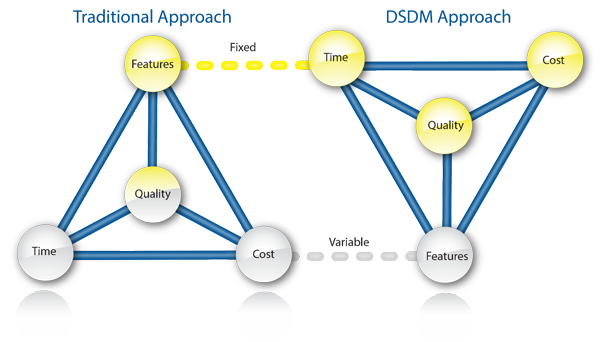 Traditional Approach
DSDM Approach
Features
Fixed
Time
Cost
Quality
Quality
Time
Cost
Variable
Features